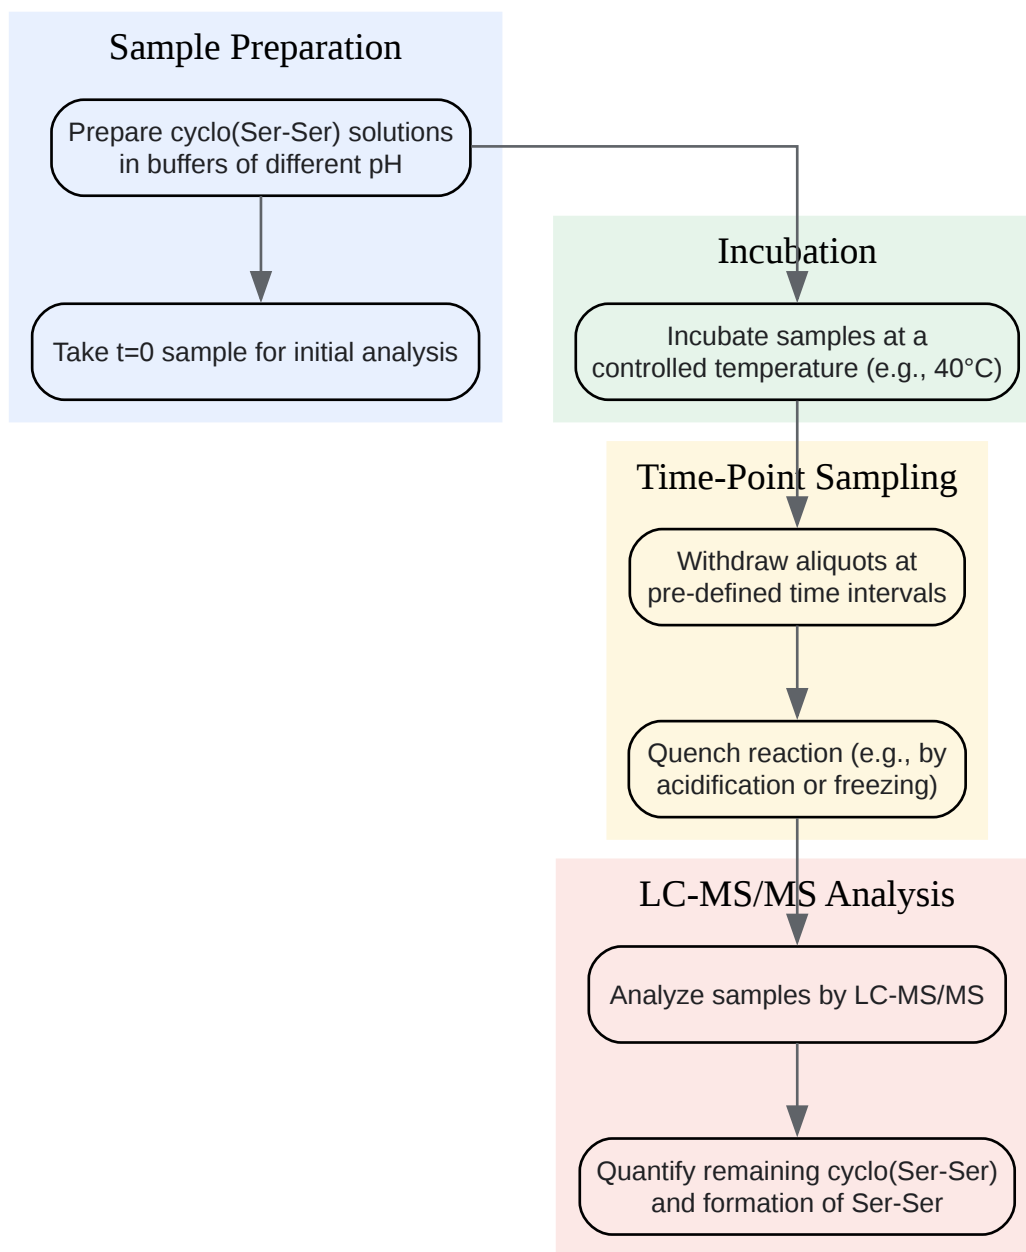 Sample Preparation
Prepare cyclo(Ser-Ser) solutions
in buffers of different pH
Take t=0 sample for initial analysis
Incubation
Incubate samples at a
controlled temperature (e.g., 40°C)
Time-Point Sampling
Withdraw aliquots at
pre-defined time intervals
Quench reaction (e.g., by
acidification or freezing)
LC-MS/MS Analysis
Analyze samples by LC-MS/MS
Quantify remaining cyclo(Ser-Ser)
and formation of Ser-Ser